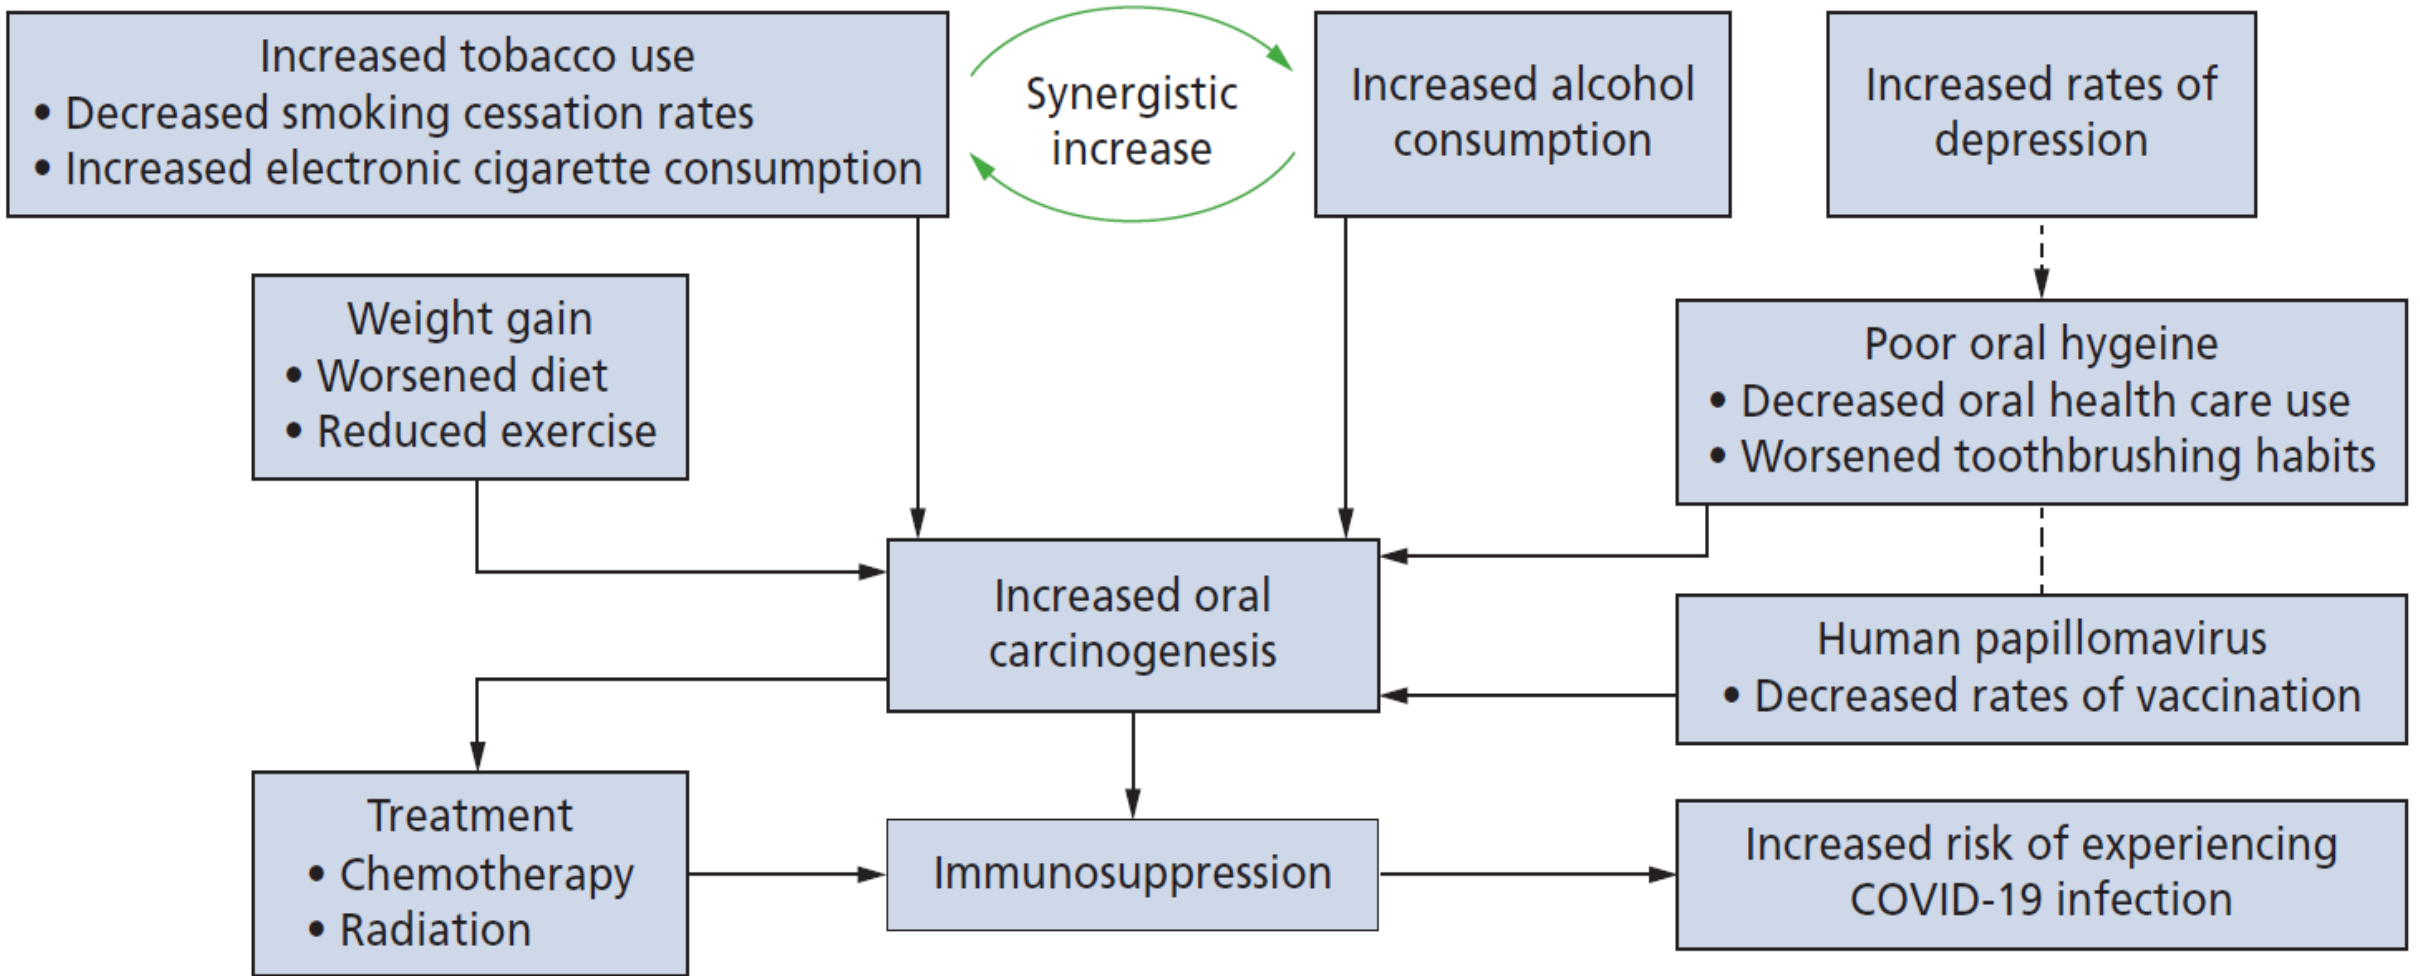 Increased tobacco use
• Decreased smoking cessation rates
• Increased electronic cigarette consumption
Synergistic
increase
Increased alcohol
consumption
Increased rates of
depression
Weight gain
• Worsened diet
• Reduced exercise
Poor oral hygeine
• Decreased oral health care use
• Worsened toothbrushing habits
Increased oral
carcinogenesis
Human papillomavirus
• Decreased rates of vaccination
Treatment
• Chemotherapy
• Radiation
Immunosuppression
Increased risk of experiencing
COVID-19 infection